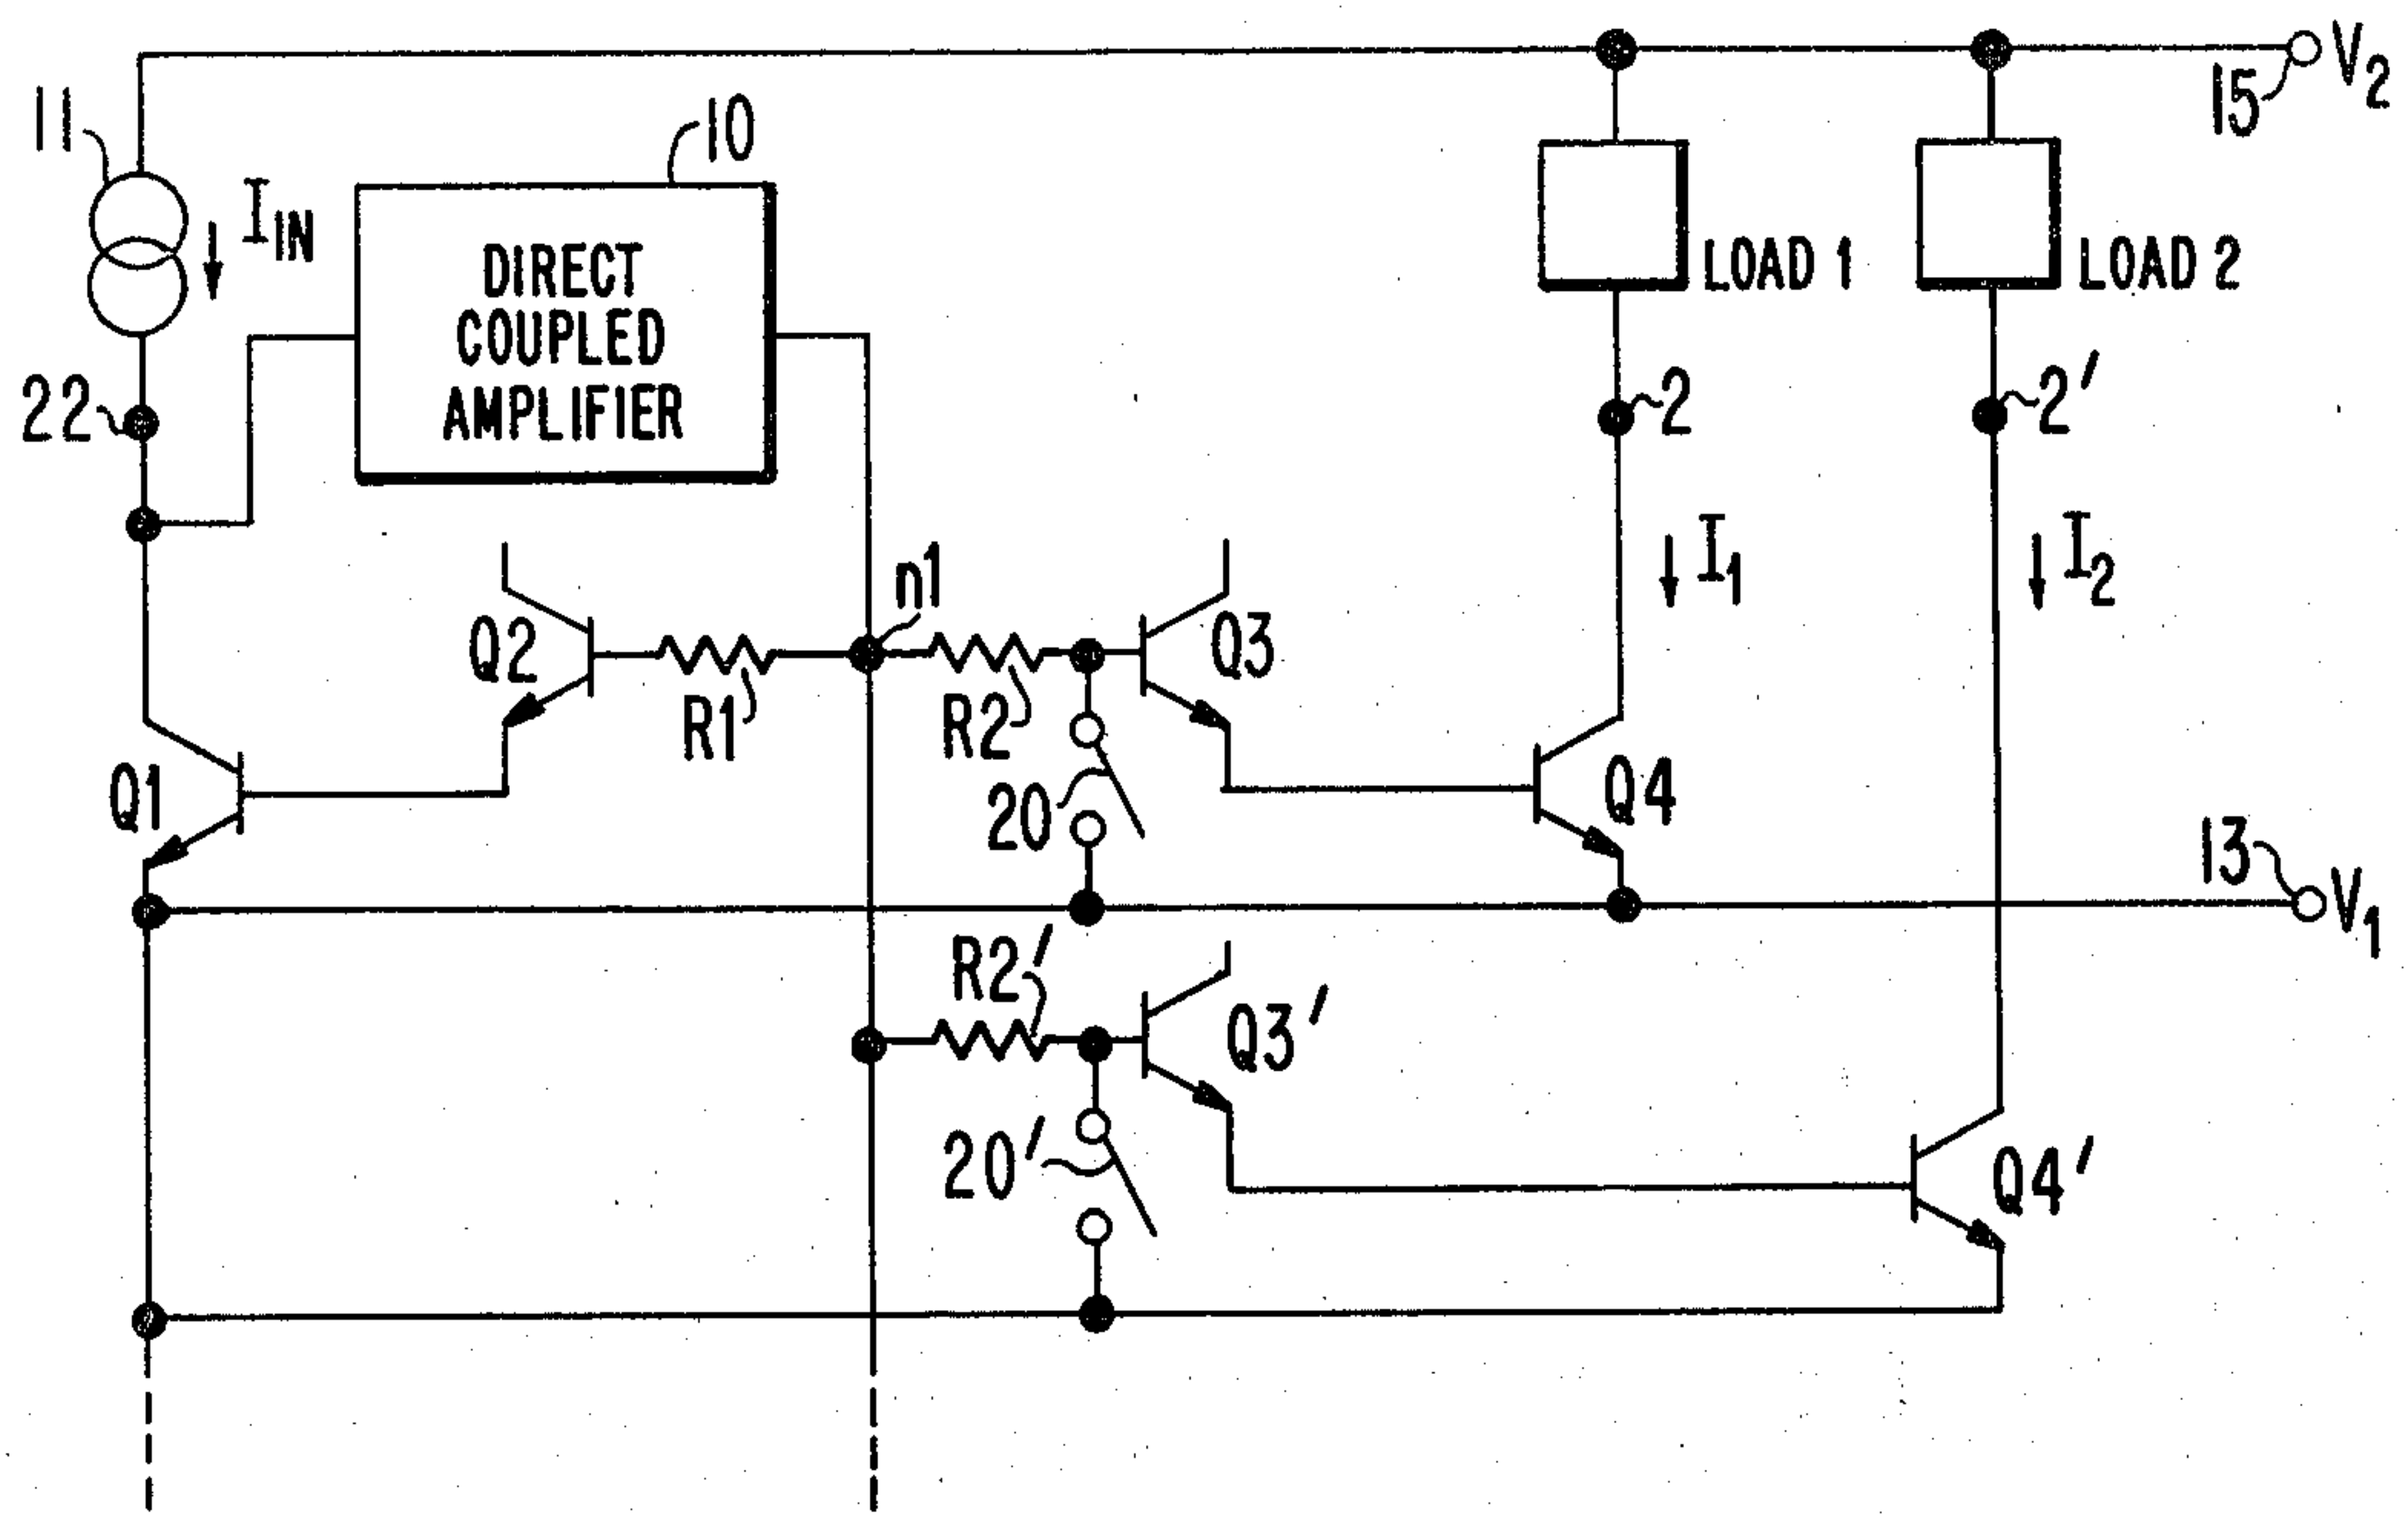 V2
15
11
10
IIN
DIRECT
COUPLED
AMPLIFIER
LOAD 1
LOAD 2
22
2
2'
n1
I1
I2
Q2
Q3
R1
R2
Q1
20
Q4
13
V1
R2'
Q3'
20'
Q4'